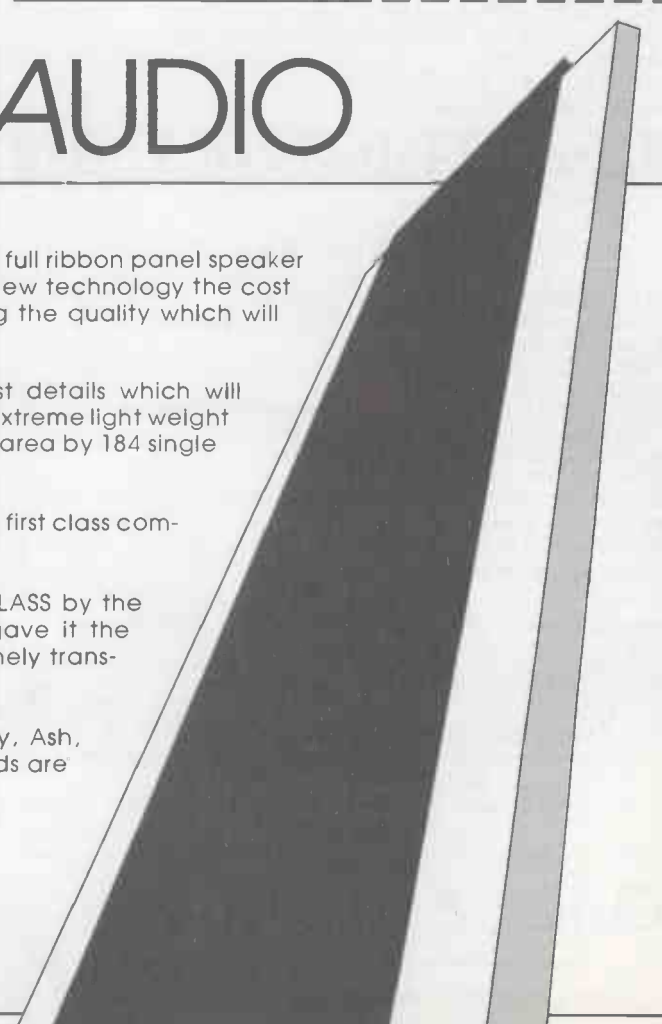 AUDIO
full ribbon panel speaker
ew technology the cost
g the quality which will
st details which will
xtreme light weight
area by 184 single
first class com-
LASS by the
gave it the
nely trans-
y, Ash,
ds are